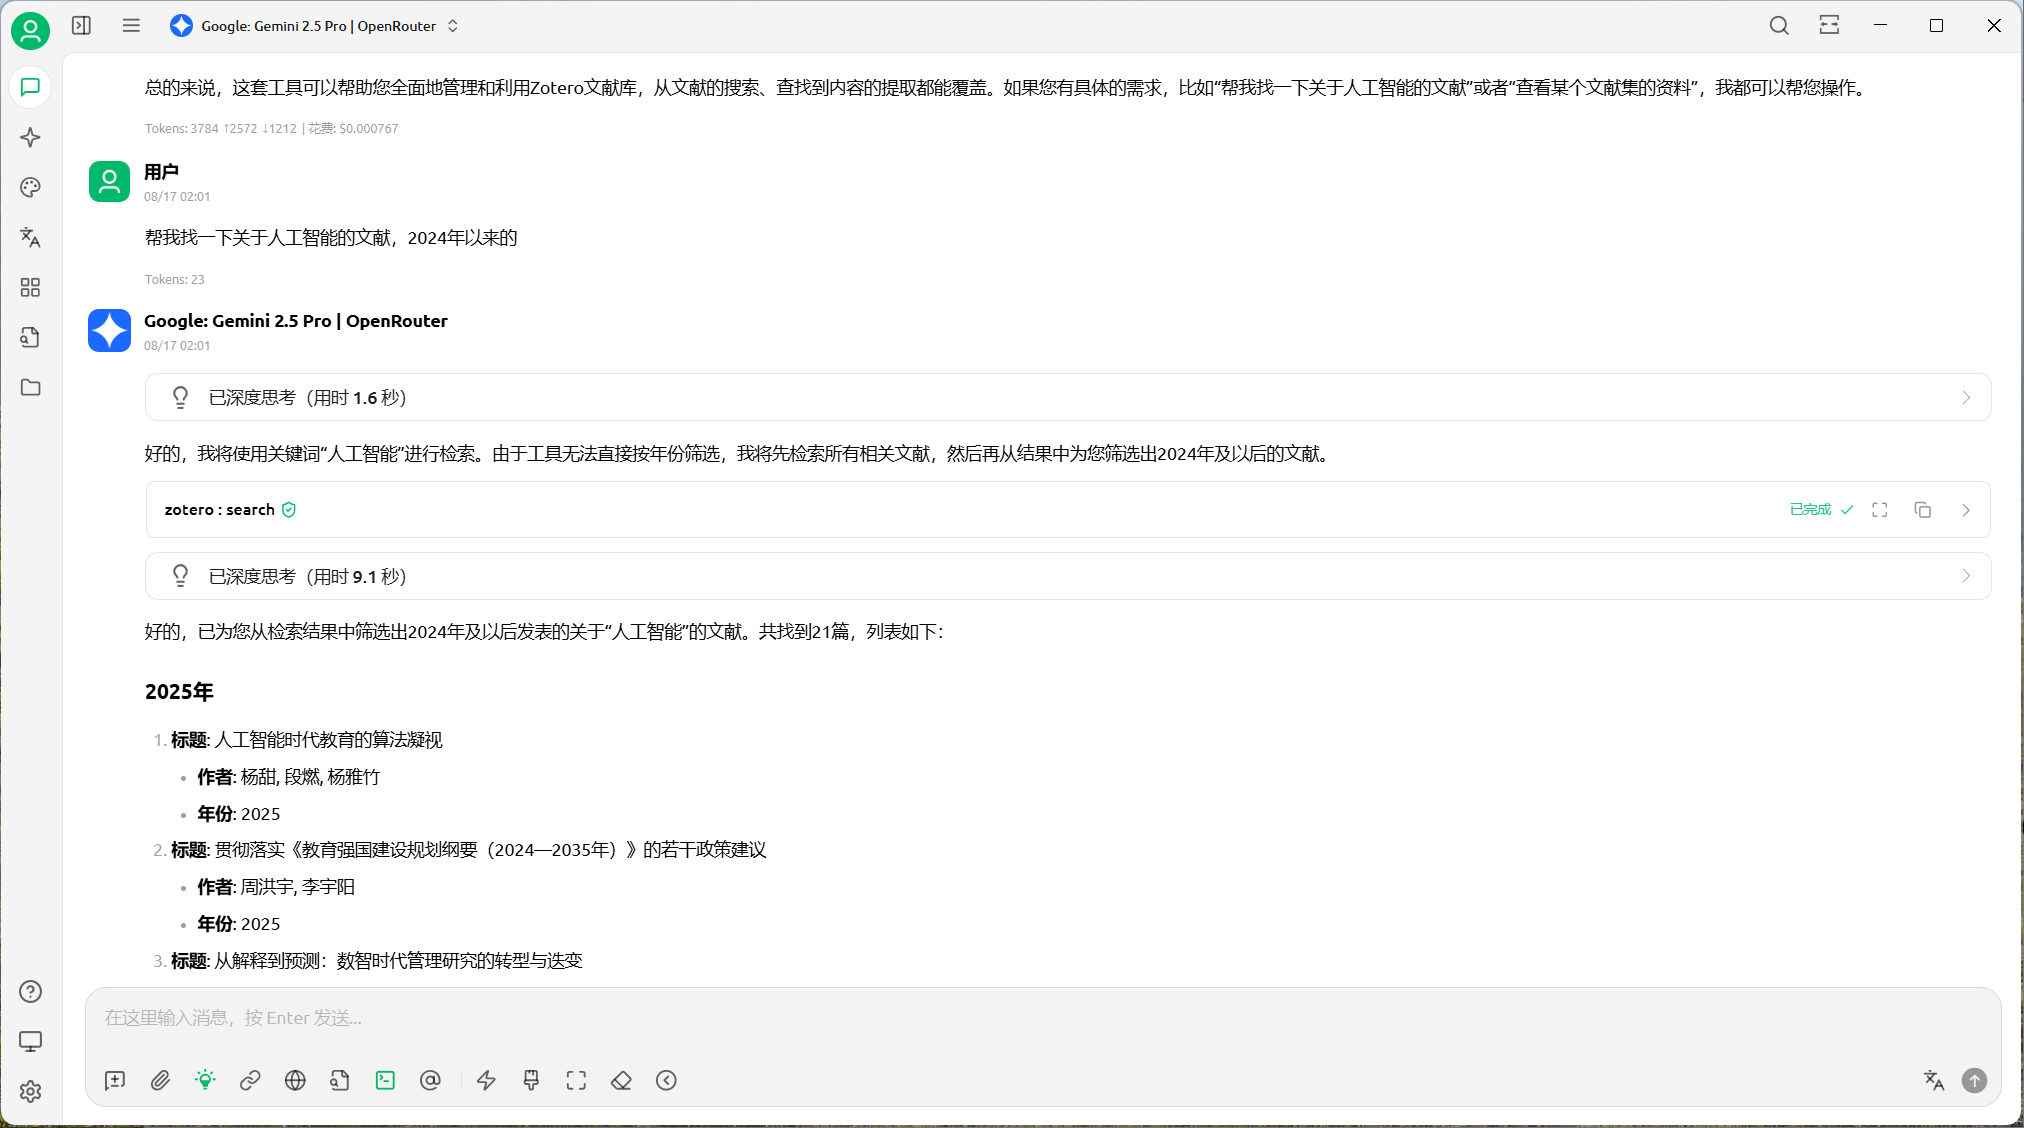 Google: Gemini 2.5 Pro | OpenRouter
总的来说，这套工具可以帮助您全面地管理和利用Zotero文献库，从文献的搜索、查找到内容的提取都能覆盖。如果您有具体的需求，比如“帮我找一下关于人工智能的文献”或者“查看某个文献集的资料”，我都可以帮您操作。
Tokens: 3784 ↑2572 ↓1212 | 花费: $0.000767
用户
08/17 02:01
帮我找一下关于人工智能的文献，2024年以来的
Tokens: 23
Google: Gemini 2.5 Pro | OpenRouter
08/17 02:01
已深度思考（用时 1.6 秒）
好的，我将使用关键词“人工智能”进行检索。由于工具无法直接按年份筛选，我将先检索所有相关文献，然后再从结果中为您筛选出2024年及以后的文献。
zotero : search 已完成
已深度思考（用时 9.1 秒）
好的，已为您从检索结果中筛选出2024年及以后发表的关于“人工智能”的文献。共找到21篇，列表如下：
2025年
1. 标题: 人工智能时代教育的算法凝视
• 作者: 杨甜, 段燃, 杨雅竹
• 年份: 2025
2. 标题: 贯彻落实《教育强国建设规划纲要（2024—2035年）》的若干政策建议
• 作者: 周洪宇, 李宇阳
• 年份: 2025
3. 标题: 从解释到预测：数智时代管理研究的转型与迭变
在这里输入消息，按 Enter 发送...